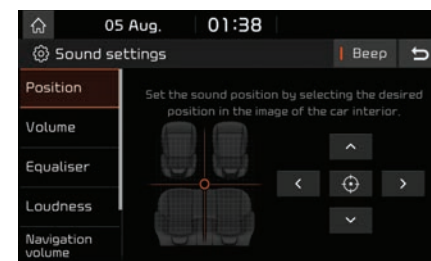 05 Aug. 01:38
Sound settings
Beep
Position
Set the sound position by selecting the desired
position in the image of the car interior.
Volume
Equaliser
Loudness
Navigation
volume